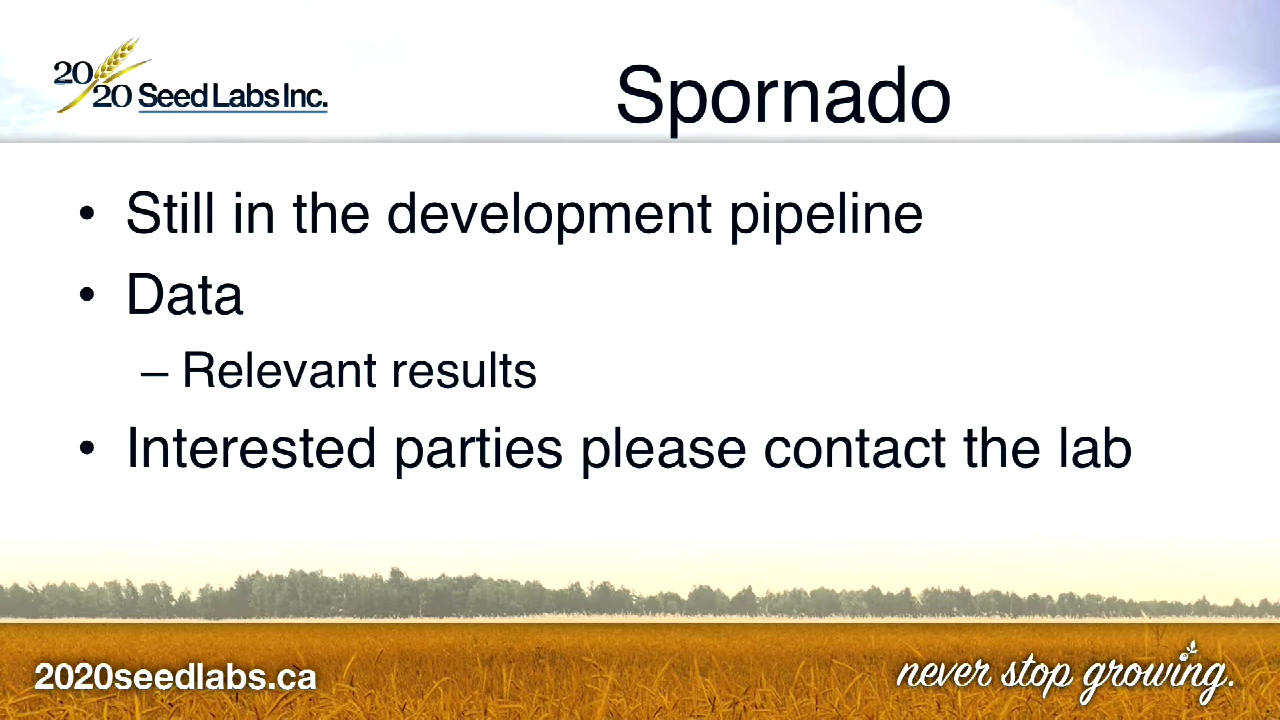 20/20 Seed Labs Inc.
Spornado
• Still in the development pipeline
• Data
– Relevant results
• Interested parties please contact the lab
2020seedlabs.ca
never stop growing.